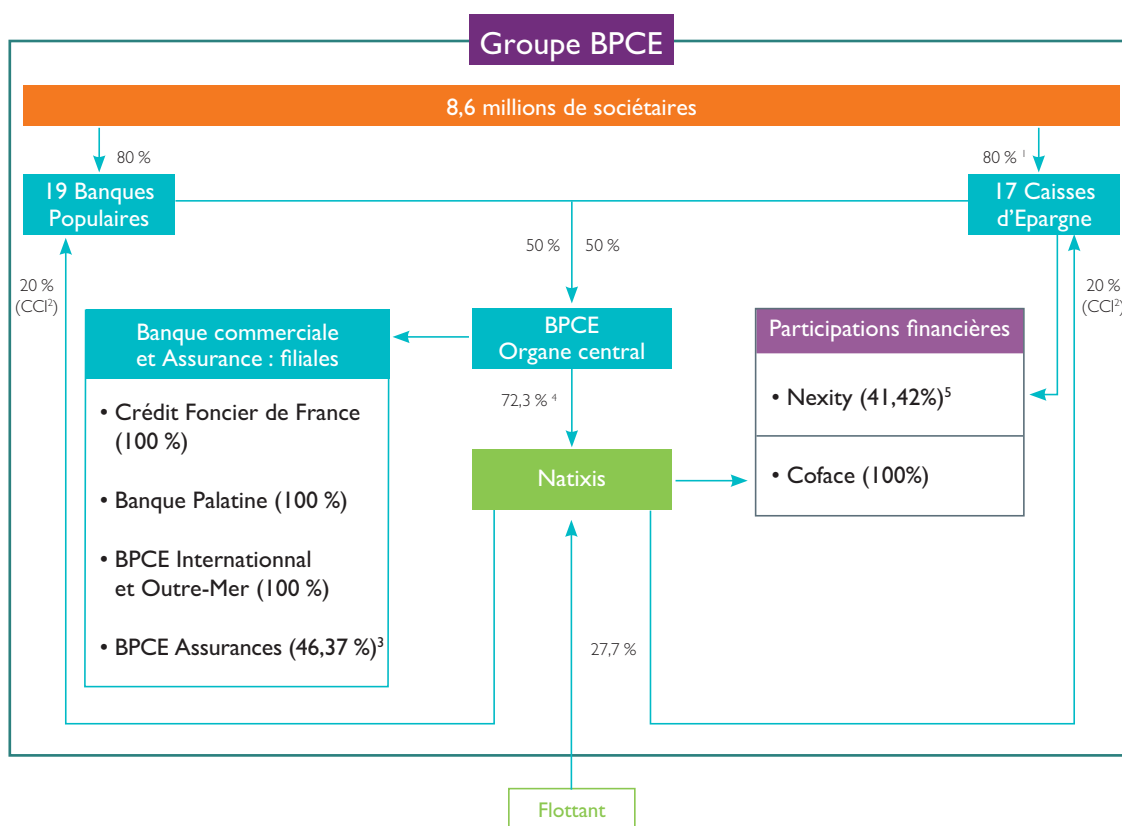 Groupe BPCE
8,6 millions de sociétaires
80 %
80 % ¹
19 Banques
Populaires
17 Caisses
d'Epargne
50 %
50 %
20 %
(CCI²)
20 %
(CCI²)
Banque commerciale
et Assurance : filiales
BPCE
Organe central
Participations financières
• Crédit Foncier de France
(100 %)
• Banque Palatine (100 %)
• BPCE Internationnal
et Outre-Mer (100 %)
• BPCE Assurances (46,37 %)³
72,3 % ⁴
• Nexity (41,42%)⁵
Natixis
• Coface (100%)
27,7 %
Flottant